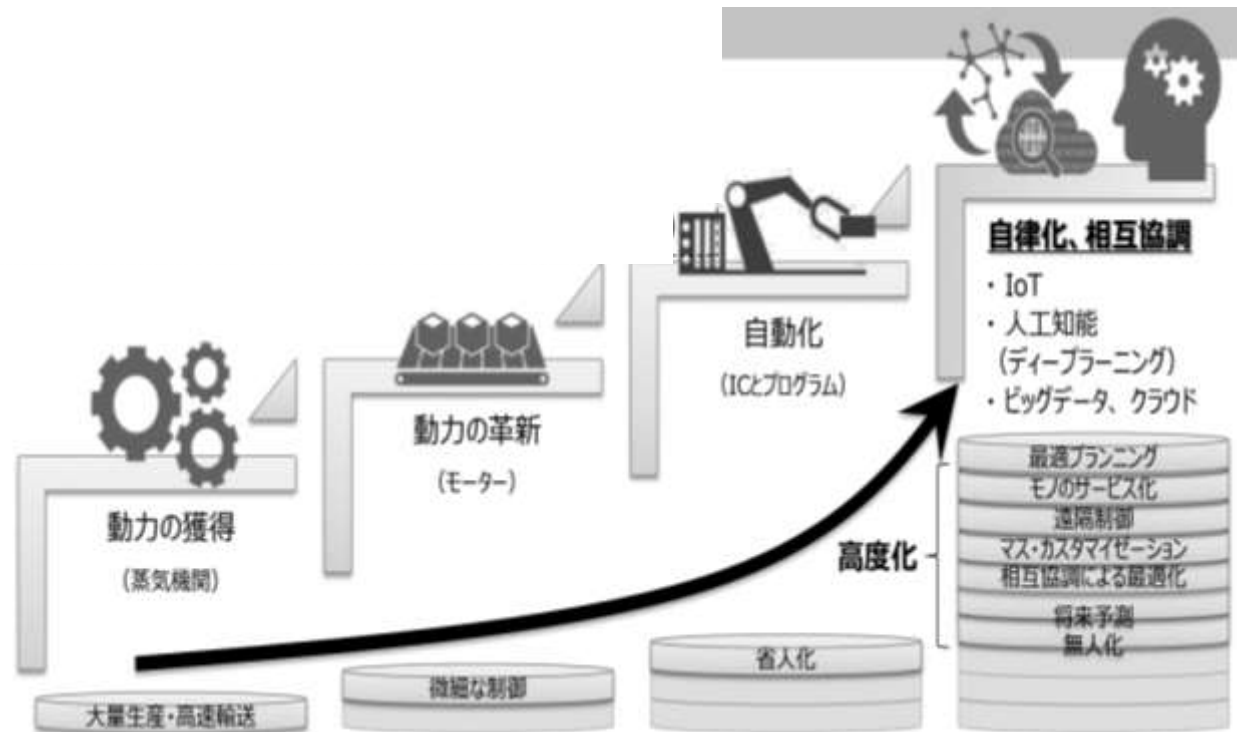 動力の獲得
(蒸気機関)
大量生産・高速輸送
動力の革新
(モーター)
微細な制御
自動化
(ICとプログラム)
省人化
自律化、相互協調
・IoT
・人工知能
(ディープラーニング)
・ビッグデータ、クラウド
高度化
最適プランニング
モノのサービス化
遠隔制御
マス・カスタマイゼーション
相互協調による最適化
将来予測
無人化